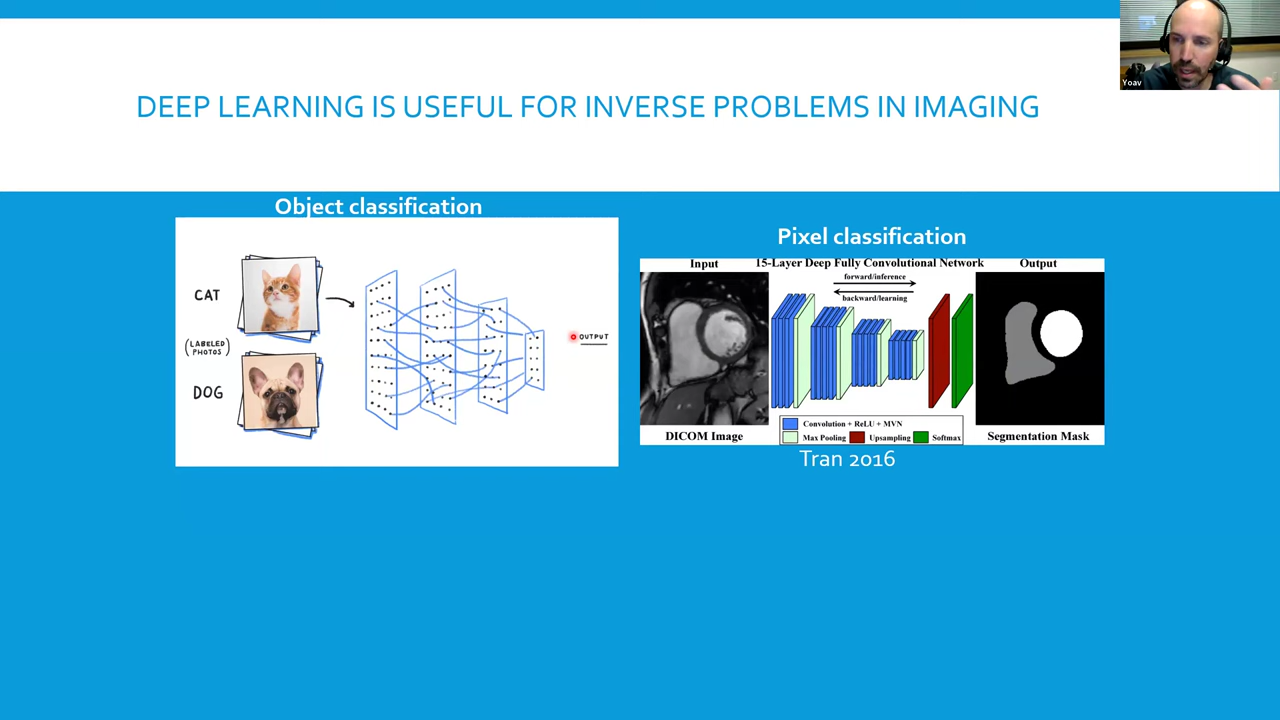 Yoav
DEEP LEARNING IS USEFUL FOR INVERSE PROBLEMS IN IMAGING
Object classification
CAT
(LABELED
PHOTOS)
DOG
OUTPUT
Pixel classification
Input
15-Layer Deep Fully Convolutional Network
Output
forward/inference
backward/learning
Convolution + ReLU + MVN
Max Pooling
Upsampling
Softmax
DICOM Image
Segmentation Mask
Tran 2016